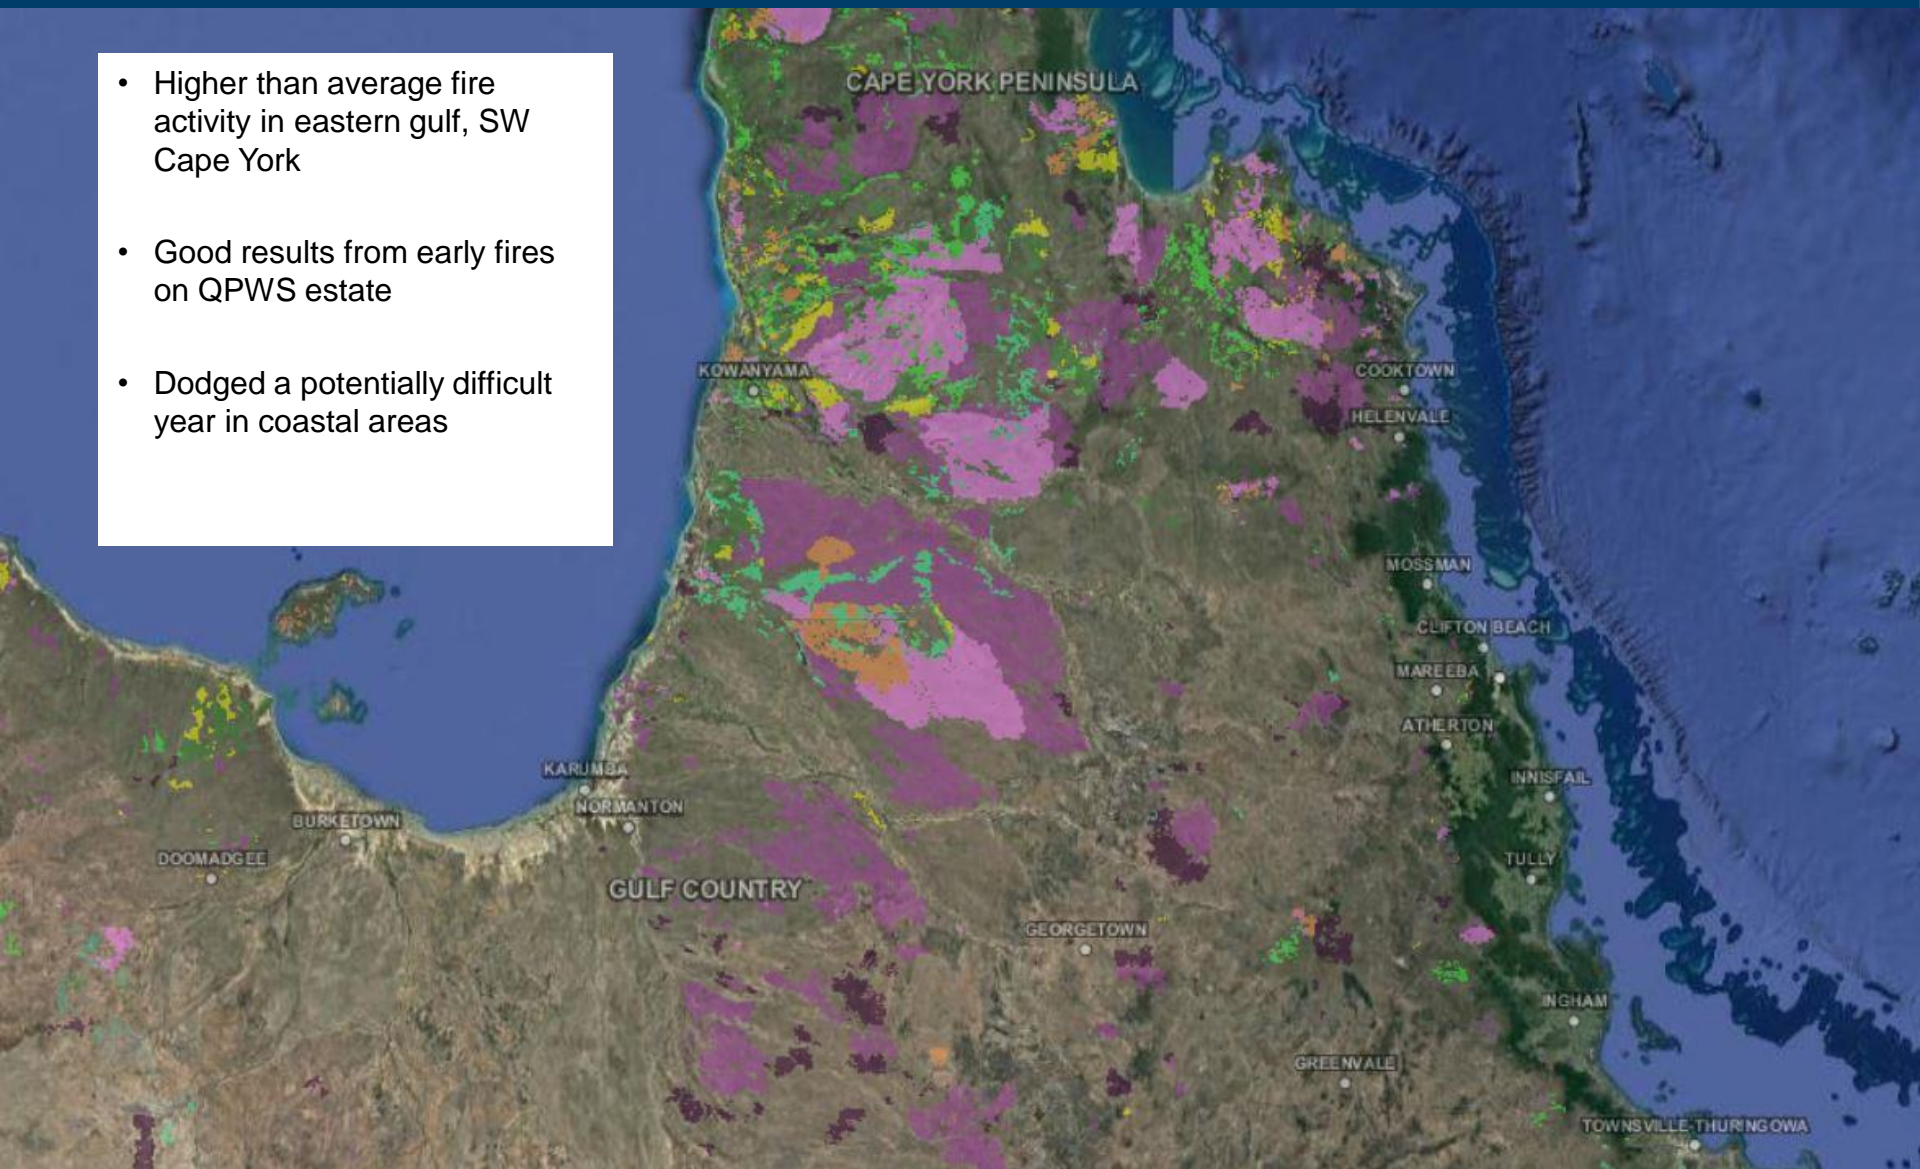 • Higher than average fire
activity in eastern gulf, SW
Cape York
• Good results from early fires
on QPWS estate
• Dodged a potentially difficult
year in coastal areas
CAPE YORK PENINSULA
KOWANYAMA
COOKTOWN
HELENVALE
MOSSMAN
CLIFTON BEACH
MAREEBA
ATHERTON
KARUMBA
INNISFAIL
NORMANTON
BURKETOWN
DOOMADGEE
TULLY
GULF COUNTRY
GEORGETOWN
INGHAM
GREENVALE
TOWNSVILLE-THURINGOWA